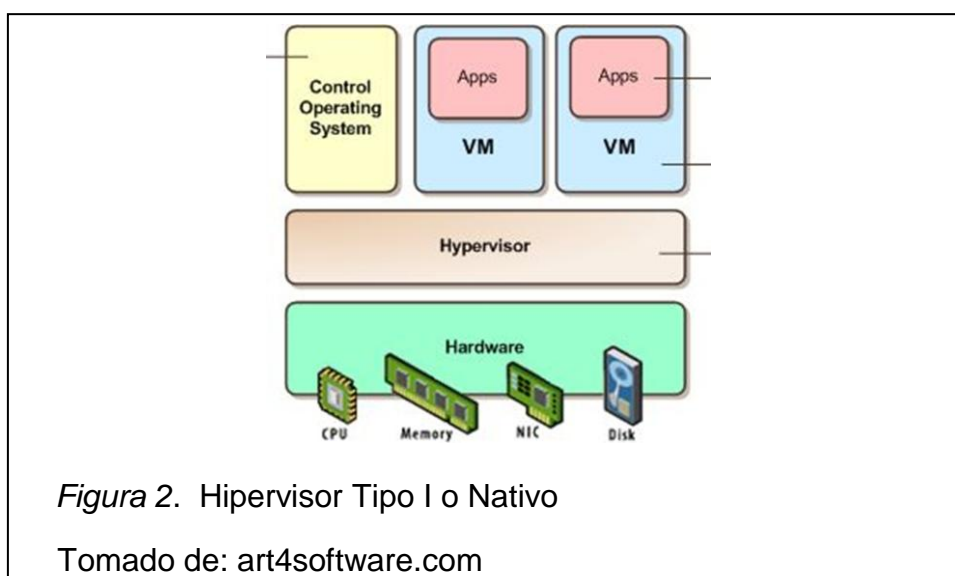 Control
Operating
System
Apps
VM
Apps
VM
Hypervisor
Hardware
CPU
Memory
NIC
Disk
Figura 2. Hipervisor Tipo I o Nativo
Tomado de: art4software.com